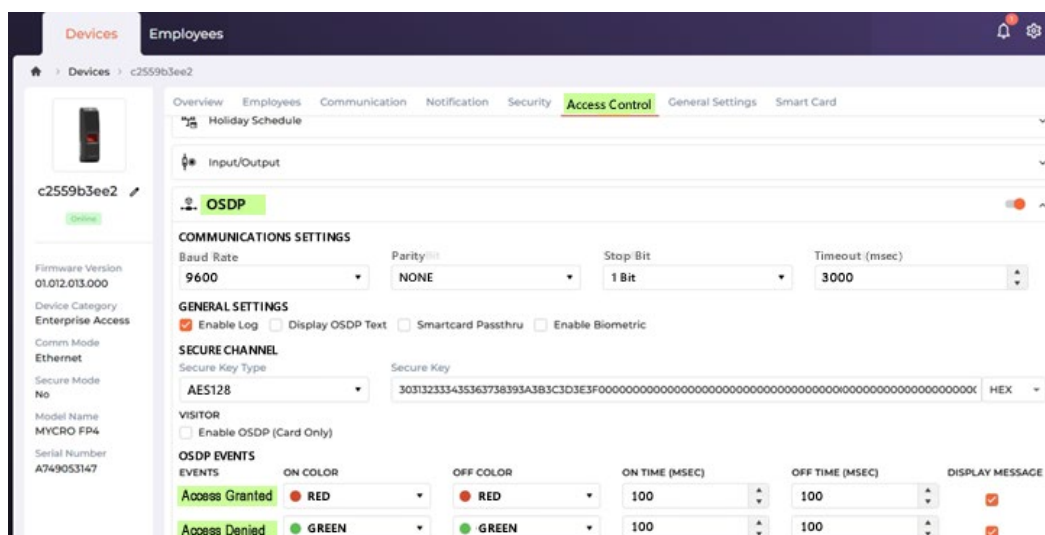 Devices Employees
Devices > c2559b3ee2
Overview Employees Communication Notification Security Access Control General Settings Smart Card
Holiday Schedule
Input/Output
c2559b3ee2
Online
OSDP
COMMUNICATIONS SETTINGS
Baud Rate Parity Stop Bit Timeout (msec)
9600 NONE 1 Bit 3000
Firmware Version
01.012.013.000
Device Category
Enterprise Access
Comm Mode
Ethernet
Secure Mode
No
Model Name
MYCRO FP4
Serial Number
A749053147
GENERAL SETTINGS
Enable Log Display OSDP Text Smartcard Passthru Enable Biometric
SECURE CHANNEL
Secure Key Type Secure Key
AES128 HEX
VISITOR
Enable OSDP (Card Only)
OSDP EVENTS
EVENTS ON COLOR OFF COLOR ON TIME (MSEC) OFF TIME (MSEC) DISPLAY MESSAGE
Access Granted RED RED 100 100
Access Denied GREEN GREEN 100 100